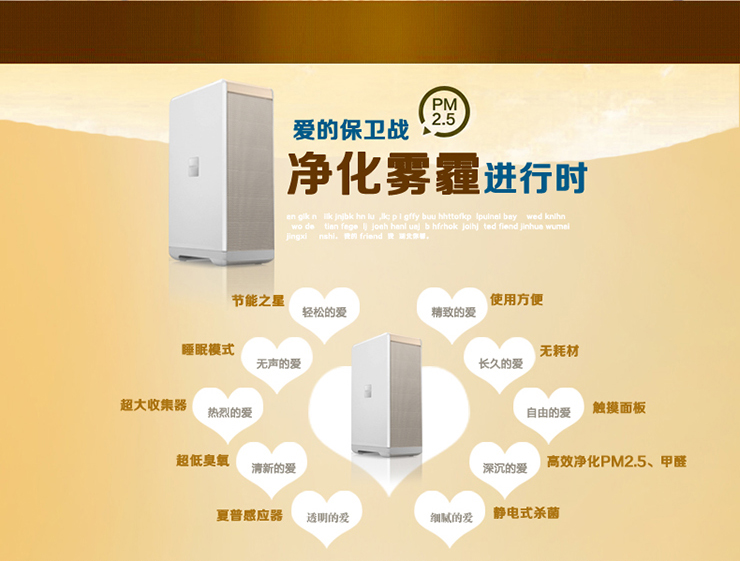 PM
2.5
爱的保卫战
净化雾霾进行时
节能之星 轻松的爱 精致的爱 使用方便
睡眠模式 无声的爱 长久的爱 无耗材
超大收集器 热烈的爱 自由的爱 触摸面板
超低臭氧 清新的爱 深沉的爱 高效净化PM2.5、甲醛
夏普感应器 透明的爱 细腻的爱 静电式杀菌